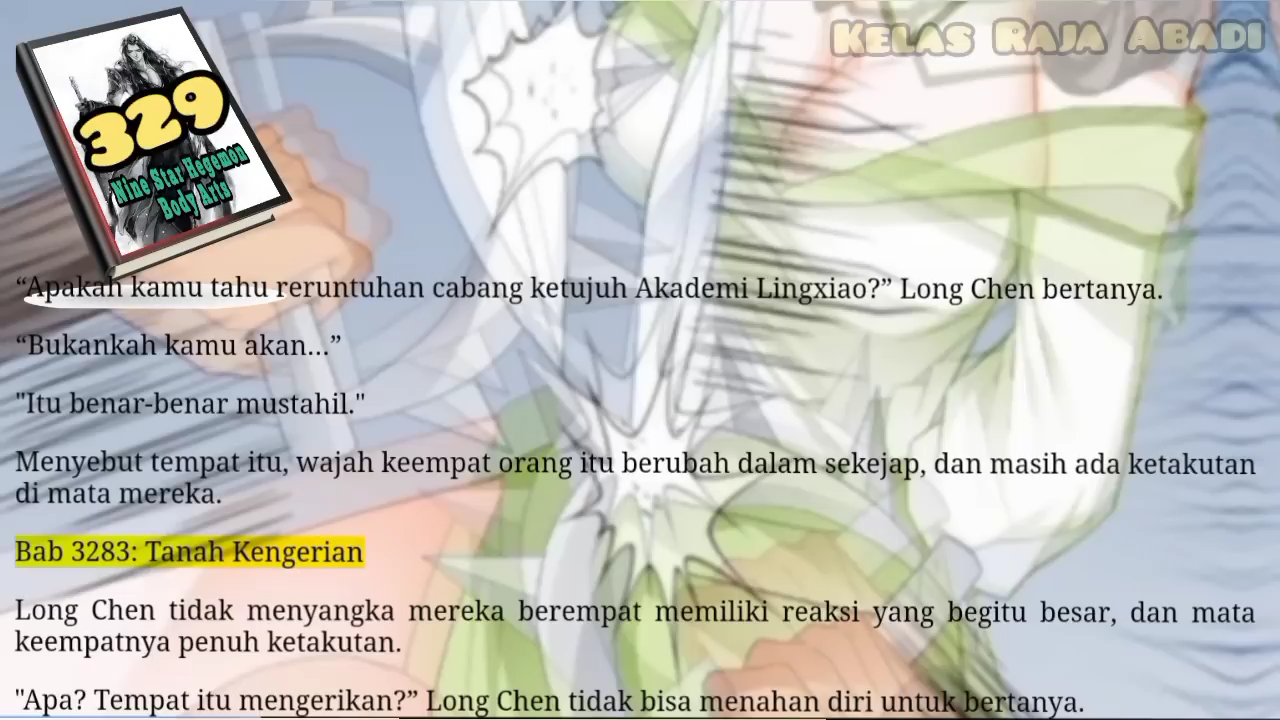 Kelas Raja Abadi
329
Nine Star Hegemon
Body Arts
“Apakah kamu tahu reruntuhan cabang ketujuh Akademi Lingxiao?” Long Chen bertanya.
“Bukankah kamu akan...”
"Itu benar-benar mustahil."
Menyebut tempat itu, wajah keempat orang itu berubah dalam sekejap, dan masih ada ketakutan
di mata mereka.
Bab 3283: Tanah Kengerian
Long Chen tidak menyangka mereka berempat memiliki reaksi yang begitu besar, dan mata
keempatnya penuh ketakutan.
"Apa? Tempat itu mengerikan?” Long Chen tidak bisa menahan diri untuk bertanya.